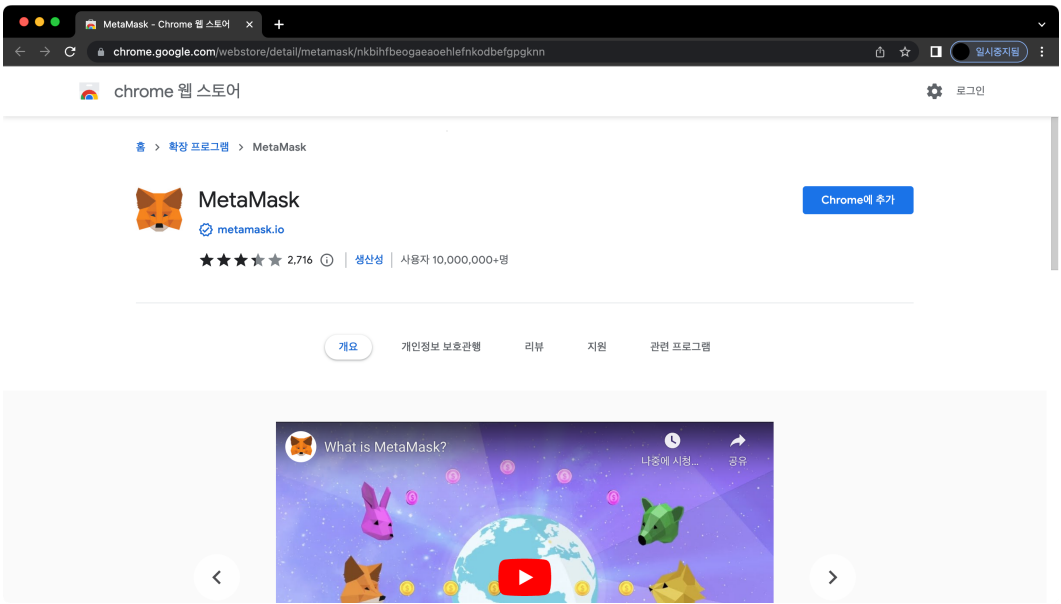 MetaMask - Chrome 웹 스토어
chrome.google.com/webstore/detail/metamask/nkbihfbeogaeaoehlefnkodbefgpgknn
일시중지됨
chrome 웹 스토어
로그인
홈 > 확장 프로그램 > MetaMask
MetaMask
Chrome에 추가
metamask.io
2,716
생산성
사용자 10,000,000+명
개요
개인정보 보호관행
리뷰
지원
관련 프로그램
What is MetaMask?
나중에 시청...
공유